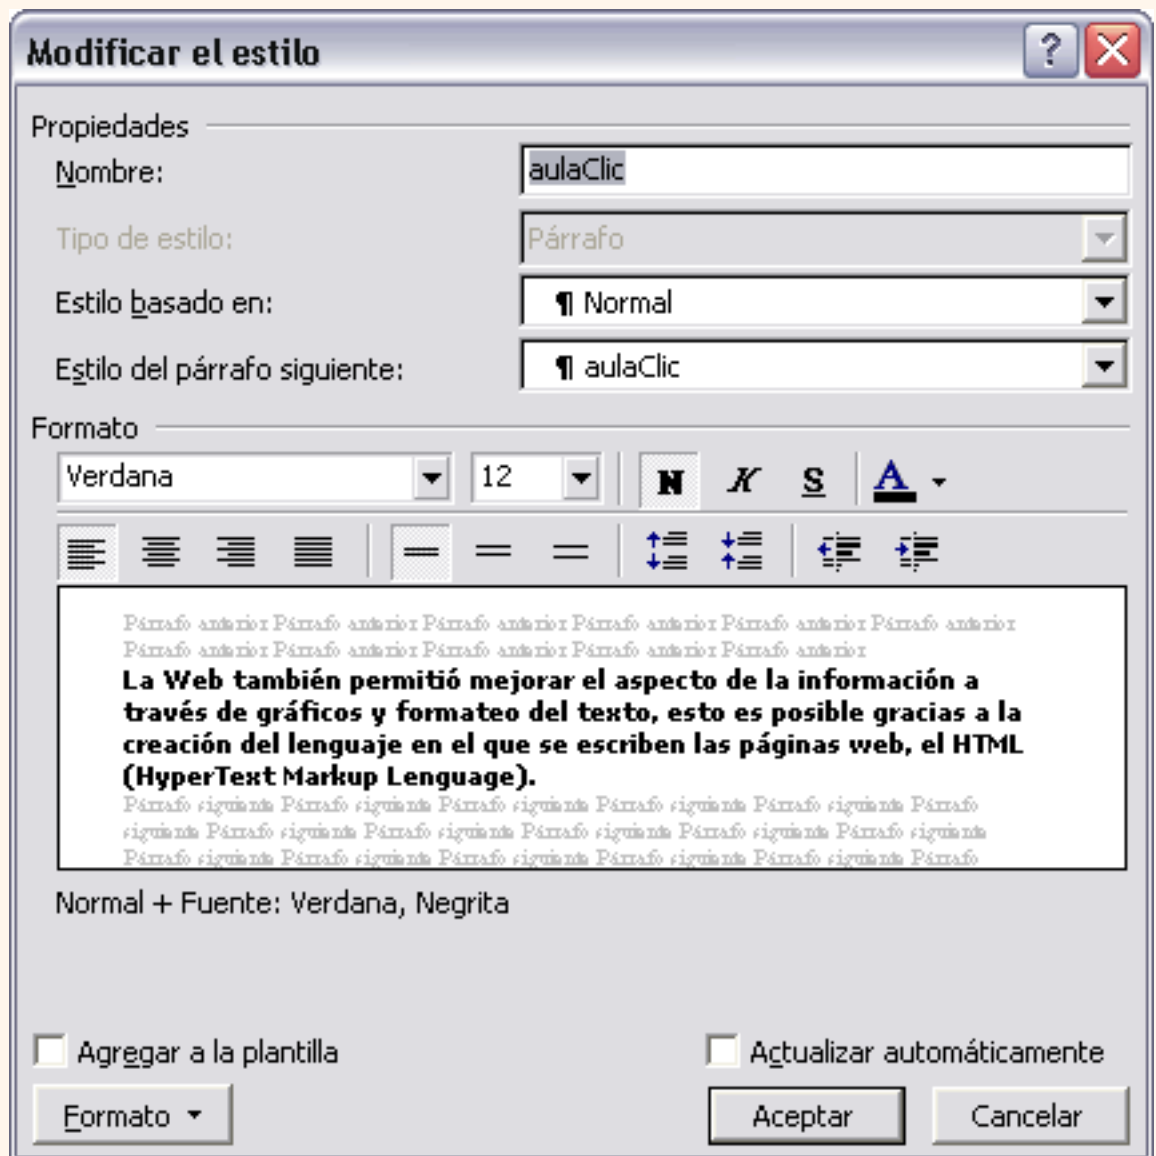 Modificar el estilo
Propiedades
Nombre: aulaClic
Tipo de estilo: Párrafo
Estilo basado en: ¶ Normal
Estilo del párrafo siguiente: ¶ aulaClic
Formato
Verdana 12 N K S A
Párrafo anterior Párrafo anterior Párrafo anterior Párrafo anterior Párrafo anterior Párrafo anterior
Párrafo anterior Párrafo anterior Párrafo anterior Párrafo anterior Párrafo anterior
La Web también permitió mejorar el aspecto de la información a
través de gráficos y formateo del texto, esto es posible gracias a la
creación del lenguaje en el que se escriben las páginas web, el HTML
(HyperText Markup Lenguage).
Párrafo siguiente Párrafo siguiente Párrafo siguiente Párrafo siguiente Párrafo siguiente Párrafo
siguiente Párrafo siguiente Párrafo siguiente Párrafo siguiente Párrafo siguiente Párrafo siguiente
Párrafo siguiente Párrafo siguiente Párrafo siguiente Párrafo siguiente Párrafo siguiente Párrafo
Normal + Fuente: Verdana, Negrita
Agregar a la plantilla Actualizar automáticamente
Formato Aceptar Cancelar